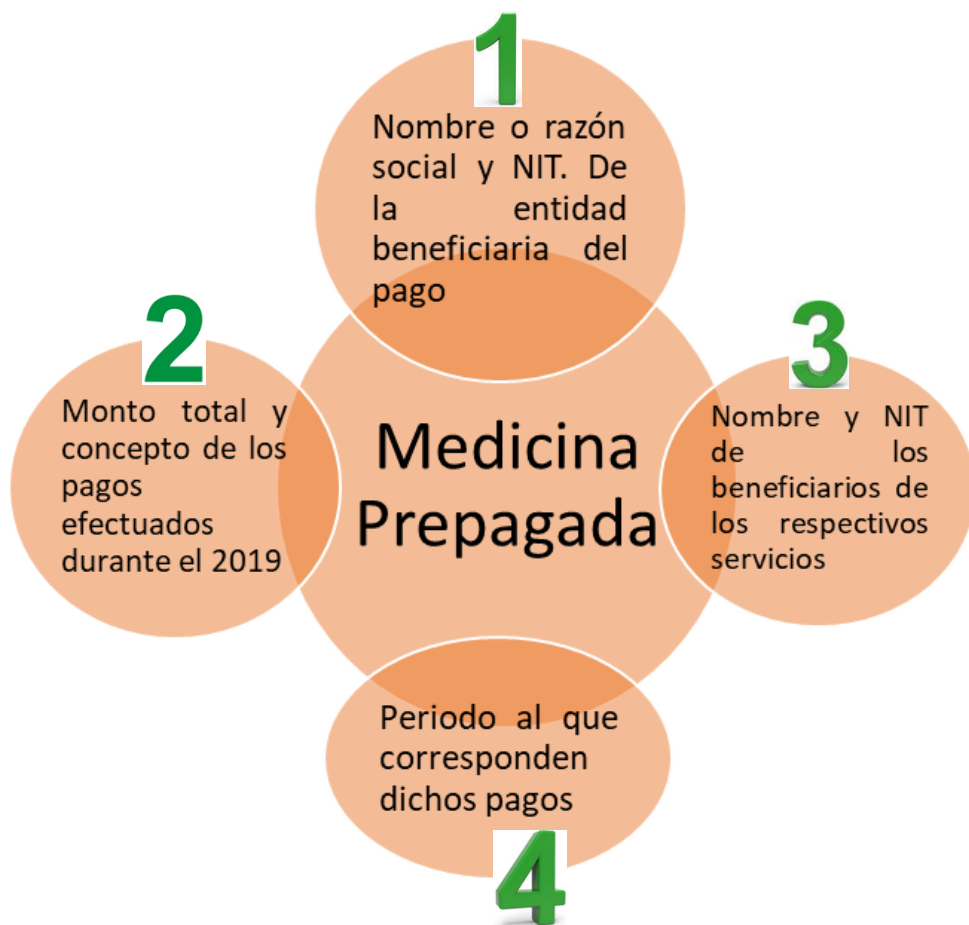 1
Nombre o razón
social y NIT. De
la entidad
beneficiaria del
pago
2
Monto total y
concepto de los
pagos
efectuados
durante el 2019
Medicina
Prepagada
3
Nombre y NIT
de los
beneficiarios de
los respectivos
servicios
Periodo al que
corresponden
dichos pagos
4